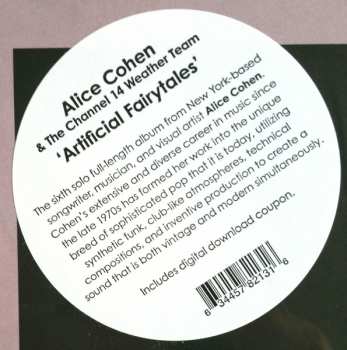 Alice Cohen
& The Channel 14 Weather Team
'Artificial Fairytales'
The sixth solo full-length album from New York-based
songwriter, musician, and visual artist Alice Cohen.
Cohen's extensive and diverse career in music since
the late 1970s has formed her work into the unique
breed of sophisticated pop that it is today, utilizing
synthetic funk, club-like atmospheres, technical
compositions, and inventive production to create a
sound that is both vintage and modern simultaneously.
Includes digital download coupon.
6 34457 82131 6